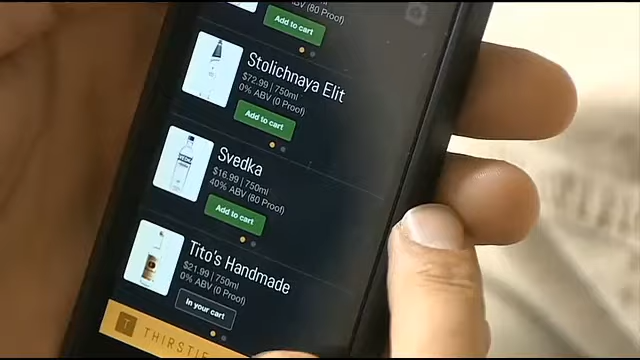 (80 Proof)
Add to cart
Stolichnaya Elit
$72.99 | 750ml
0% ABV (0 Proof)
Add to cart
Svedka
$16.99 | 750ml
40% ABV (80 Proof)
Add to cart
Tito's Handmade
$21.99 | 750ml
0% ABV (0 Proof)
In your cart
T THIRSTIE